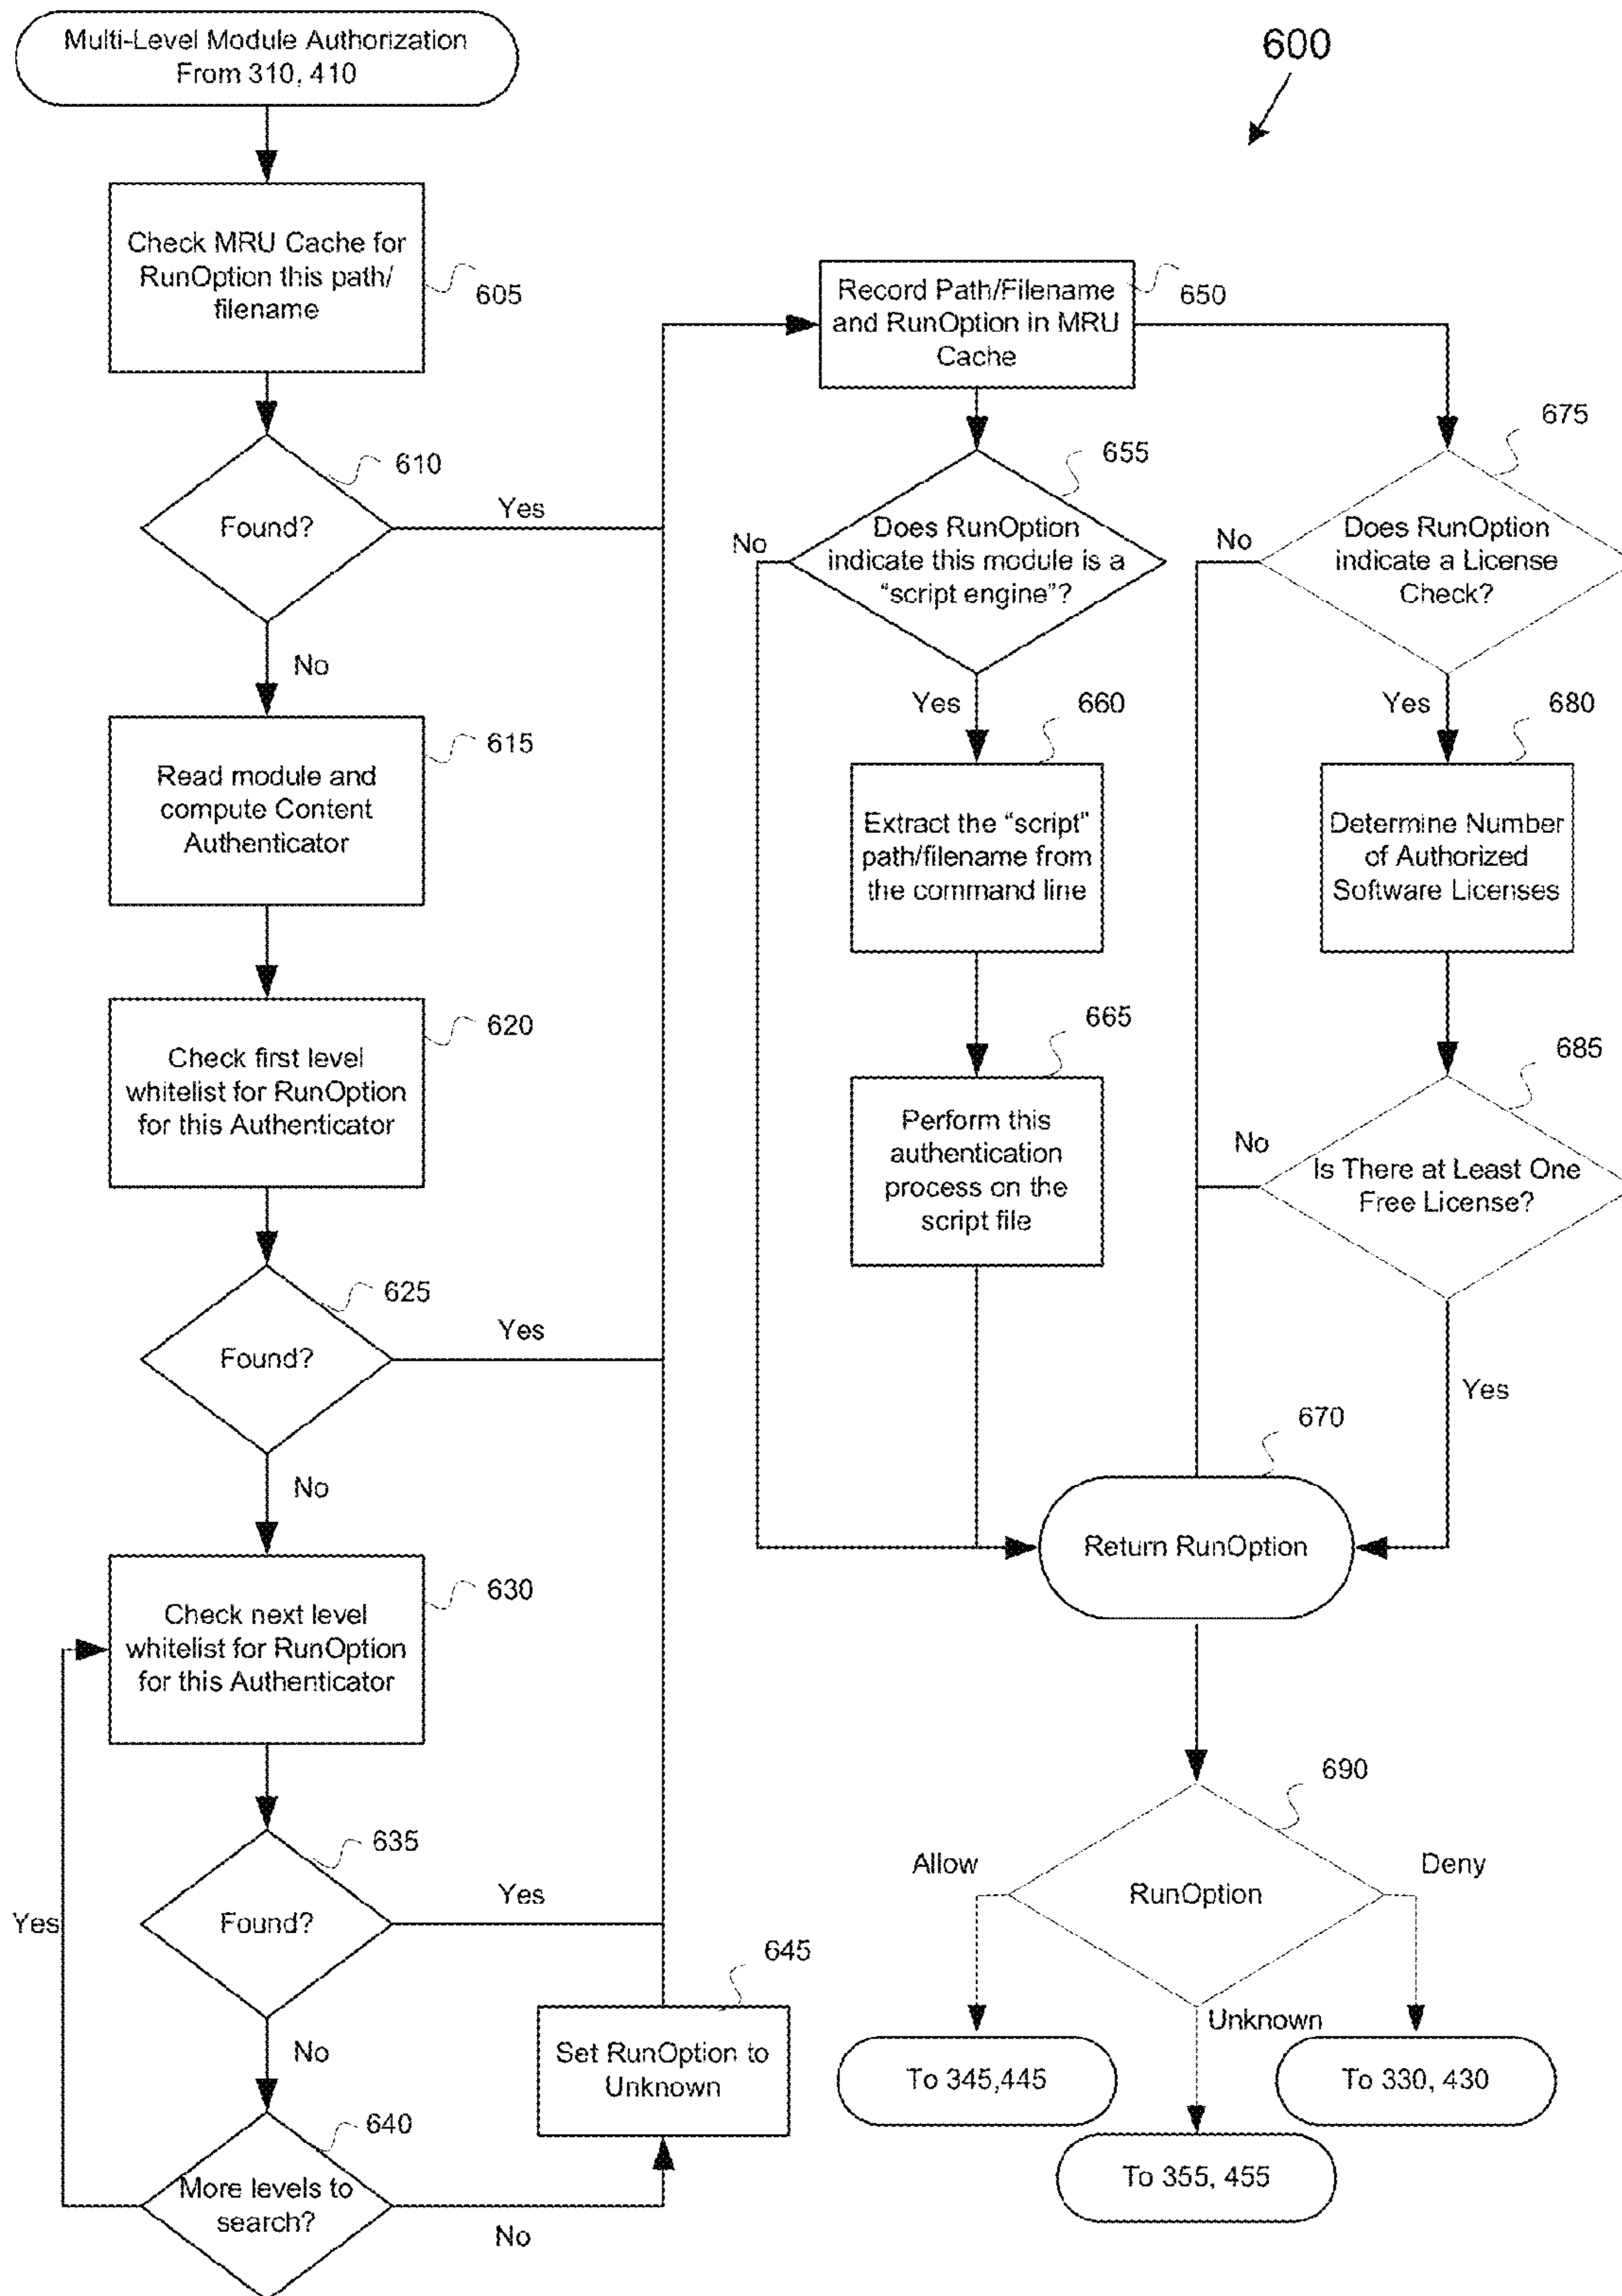 Multi-Level Module Authorization
From 310, 410
600
Check MRU Cache for
RunOption this path/
filename
605
610
Found?
Yes
No
Read module and
compute Content
Authenticator
615
Check first level
whitelist for RunOption
for this Authenticator
620
625
Found?
Yes
No
Check next level
whitelist for RunOption
for this Authenticator
630
635
Found?
Yes
Yes
No
640
More levels to
search?
No
645
Set RunOption to
Unknown
Record Path/Filename
and RunOption in MRU
Cache
650
655
Does RunOption
indicate this module is a
“script engine”?
No
Yes
660
Extract the “script”
path/filename from
the command line
665
Perform this
authentication
process on the
script file
675
Does RunOption
indicate a License
Check?
No
Yes
680
Determine Number
of Authorized
Software Licenses
685
Is There at Least One
Free License?
No
Yes
670
Return RunOption
690
RunOption
Allow
Deny
Unknown
To 345,445
To 330, 430
To 355, 455